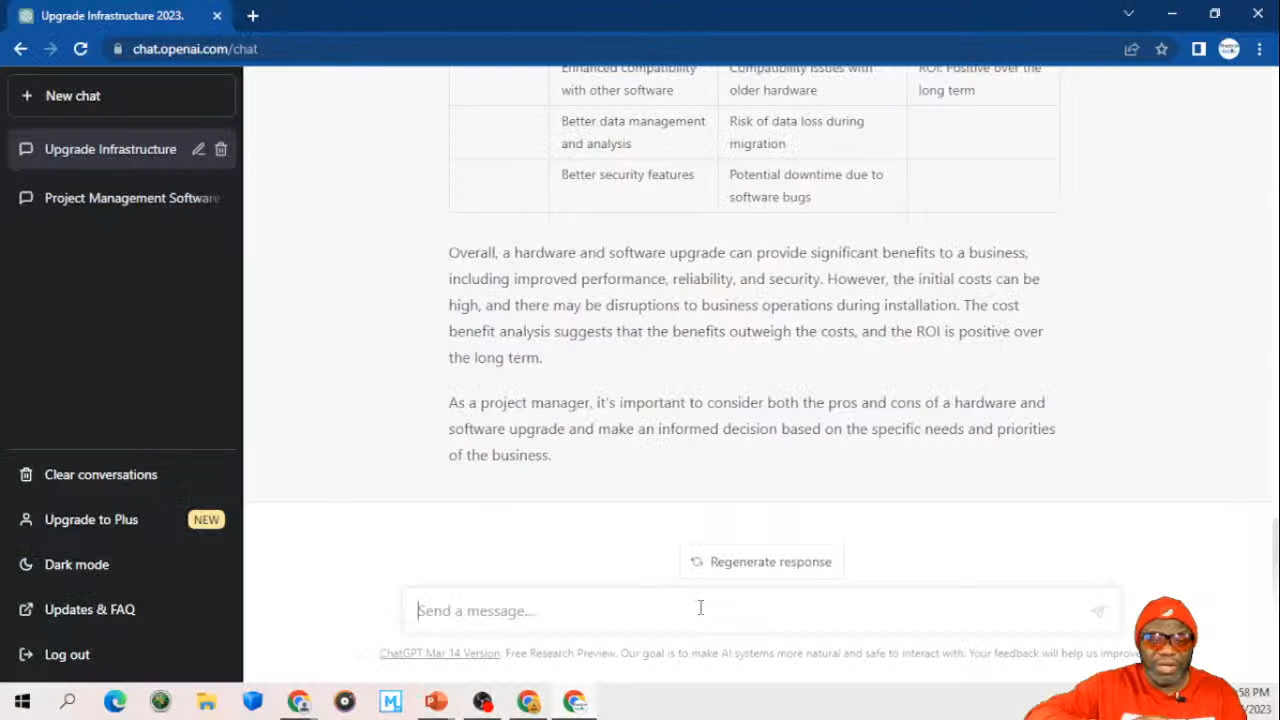 Upgrade Infrastructure 2023.
chat.openai.com/chat
New chat
Upgrade Infrastructure
Project Management Software
Clear conversations
Upgrade to Plus NEW
Dark mode
Updates & FAQ
Log out
Enhanced compatibility Compatibility issues with ROI: Positive over the
with other software older hardware long term
Better data management Risk of data loss during
and analysis migration
Better security features Potential downtime due to
software bugs
Overall, a hardware and software upgrade can provide significant benefits to a business,
including improved performance, reliability, and security. However, the initial costs can be
high, and there may be disruptions to business operations during installation. The cost
benefit analysis suggests that the benefits outweigh the costs, and the ROI is positive over
the long term.
As a project manager, it's important to consider both the pros and cons of a hardware and
software upgrade and make an informed decision based on the specific needs and priorities
of the business.
Regenerate response
Send a message...
ChatGPT Mar 14 Version. Free Research Preview. Our goal is to make AI systems more natural and safe to interact with. Your feedback will help us
:58 PM
/2023